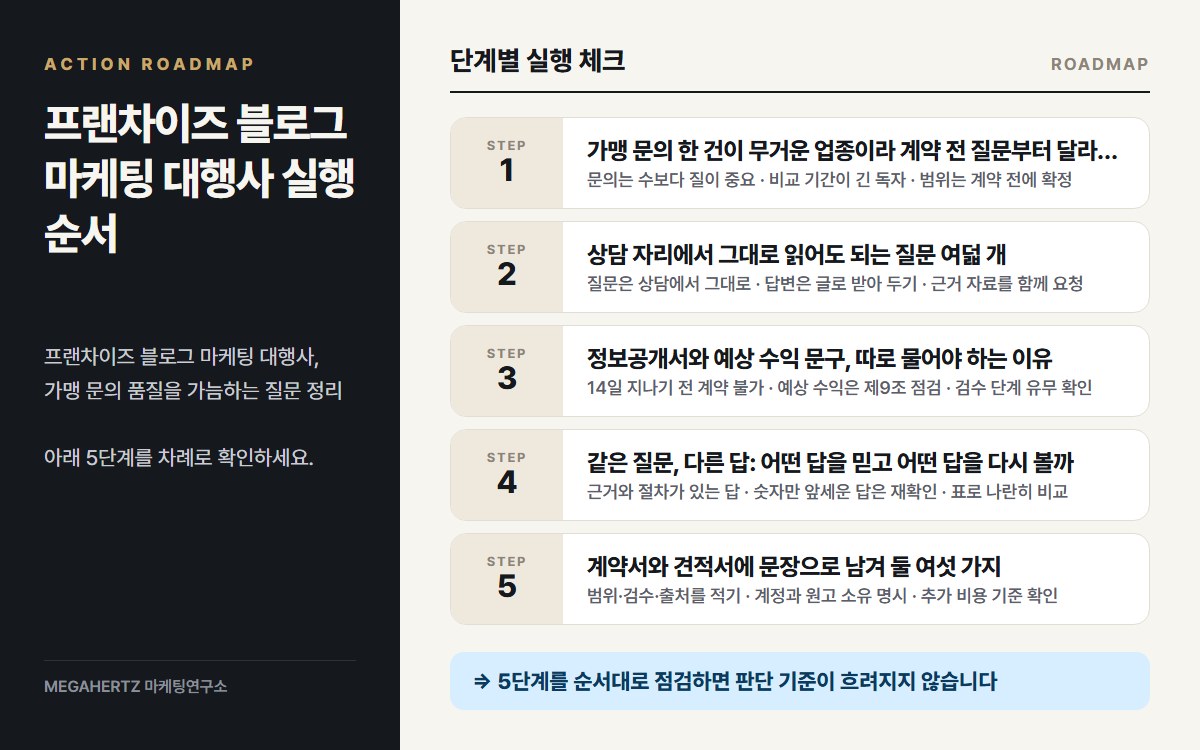 ACTION ROADMAP
프랜차이즈 블로그
마케팅 대행사 실행
순서
프랜차이즈 블로그 마케팅 대행사,
가맹 문의 품질을 가늠하는 질문 정리
아래 5단계를 차례로 확인하세요.
MEGAHERTZ 마케팅연구소
단계별 실행 체크
ROADMAP
STEP
1
가맹 문의 한 건이 무거운 업종이라 계약 전 질문부터 달라...
문의는 수보다 질이 중요 · 비교 기간이 긴 독자 · 범위는 계약 전에 확정
STEP
2
상담 자리에서 그대로 읽어도 되는 질문 여덟 개
질문은 상담에서 그대로 · 답변은 글로 받아 두기 · 근거 자료를 함께 요청
STEP
3
정보공개서와 예상 수익 문구, 따로 물어야 하는 이유
14일 지나기 전 계약 불가 · 예상 수익은 제9조 점검 · 검수 단계 유무 확인
STEP
4
같은 질문, 다른 답: 어떤 답을 믿고 어떤 답을 다시 볼까
근거와 절차가 있는 답 · 숫자만 앞세운 답은 재확인 · 표로 나란히 비교
STEP
5
계약서와 견적서에 문장으로 남겨 둘 여섯 가지
범위·검수·출처를 적기 · 계정과 원고 소유 명시 · 추가 비용 기준 확인
→ 5단계를 순서대로 점검하면 판단 기준이 흐려지지 않습니다